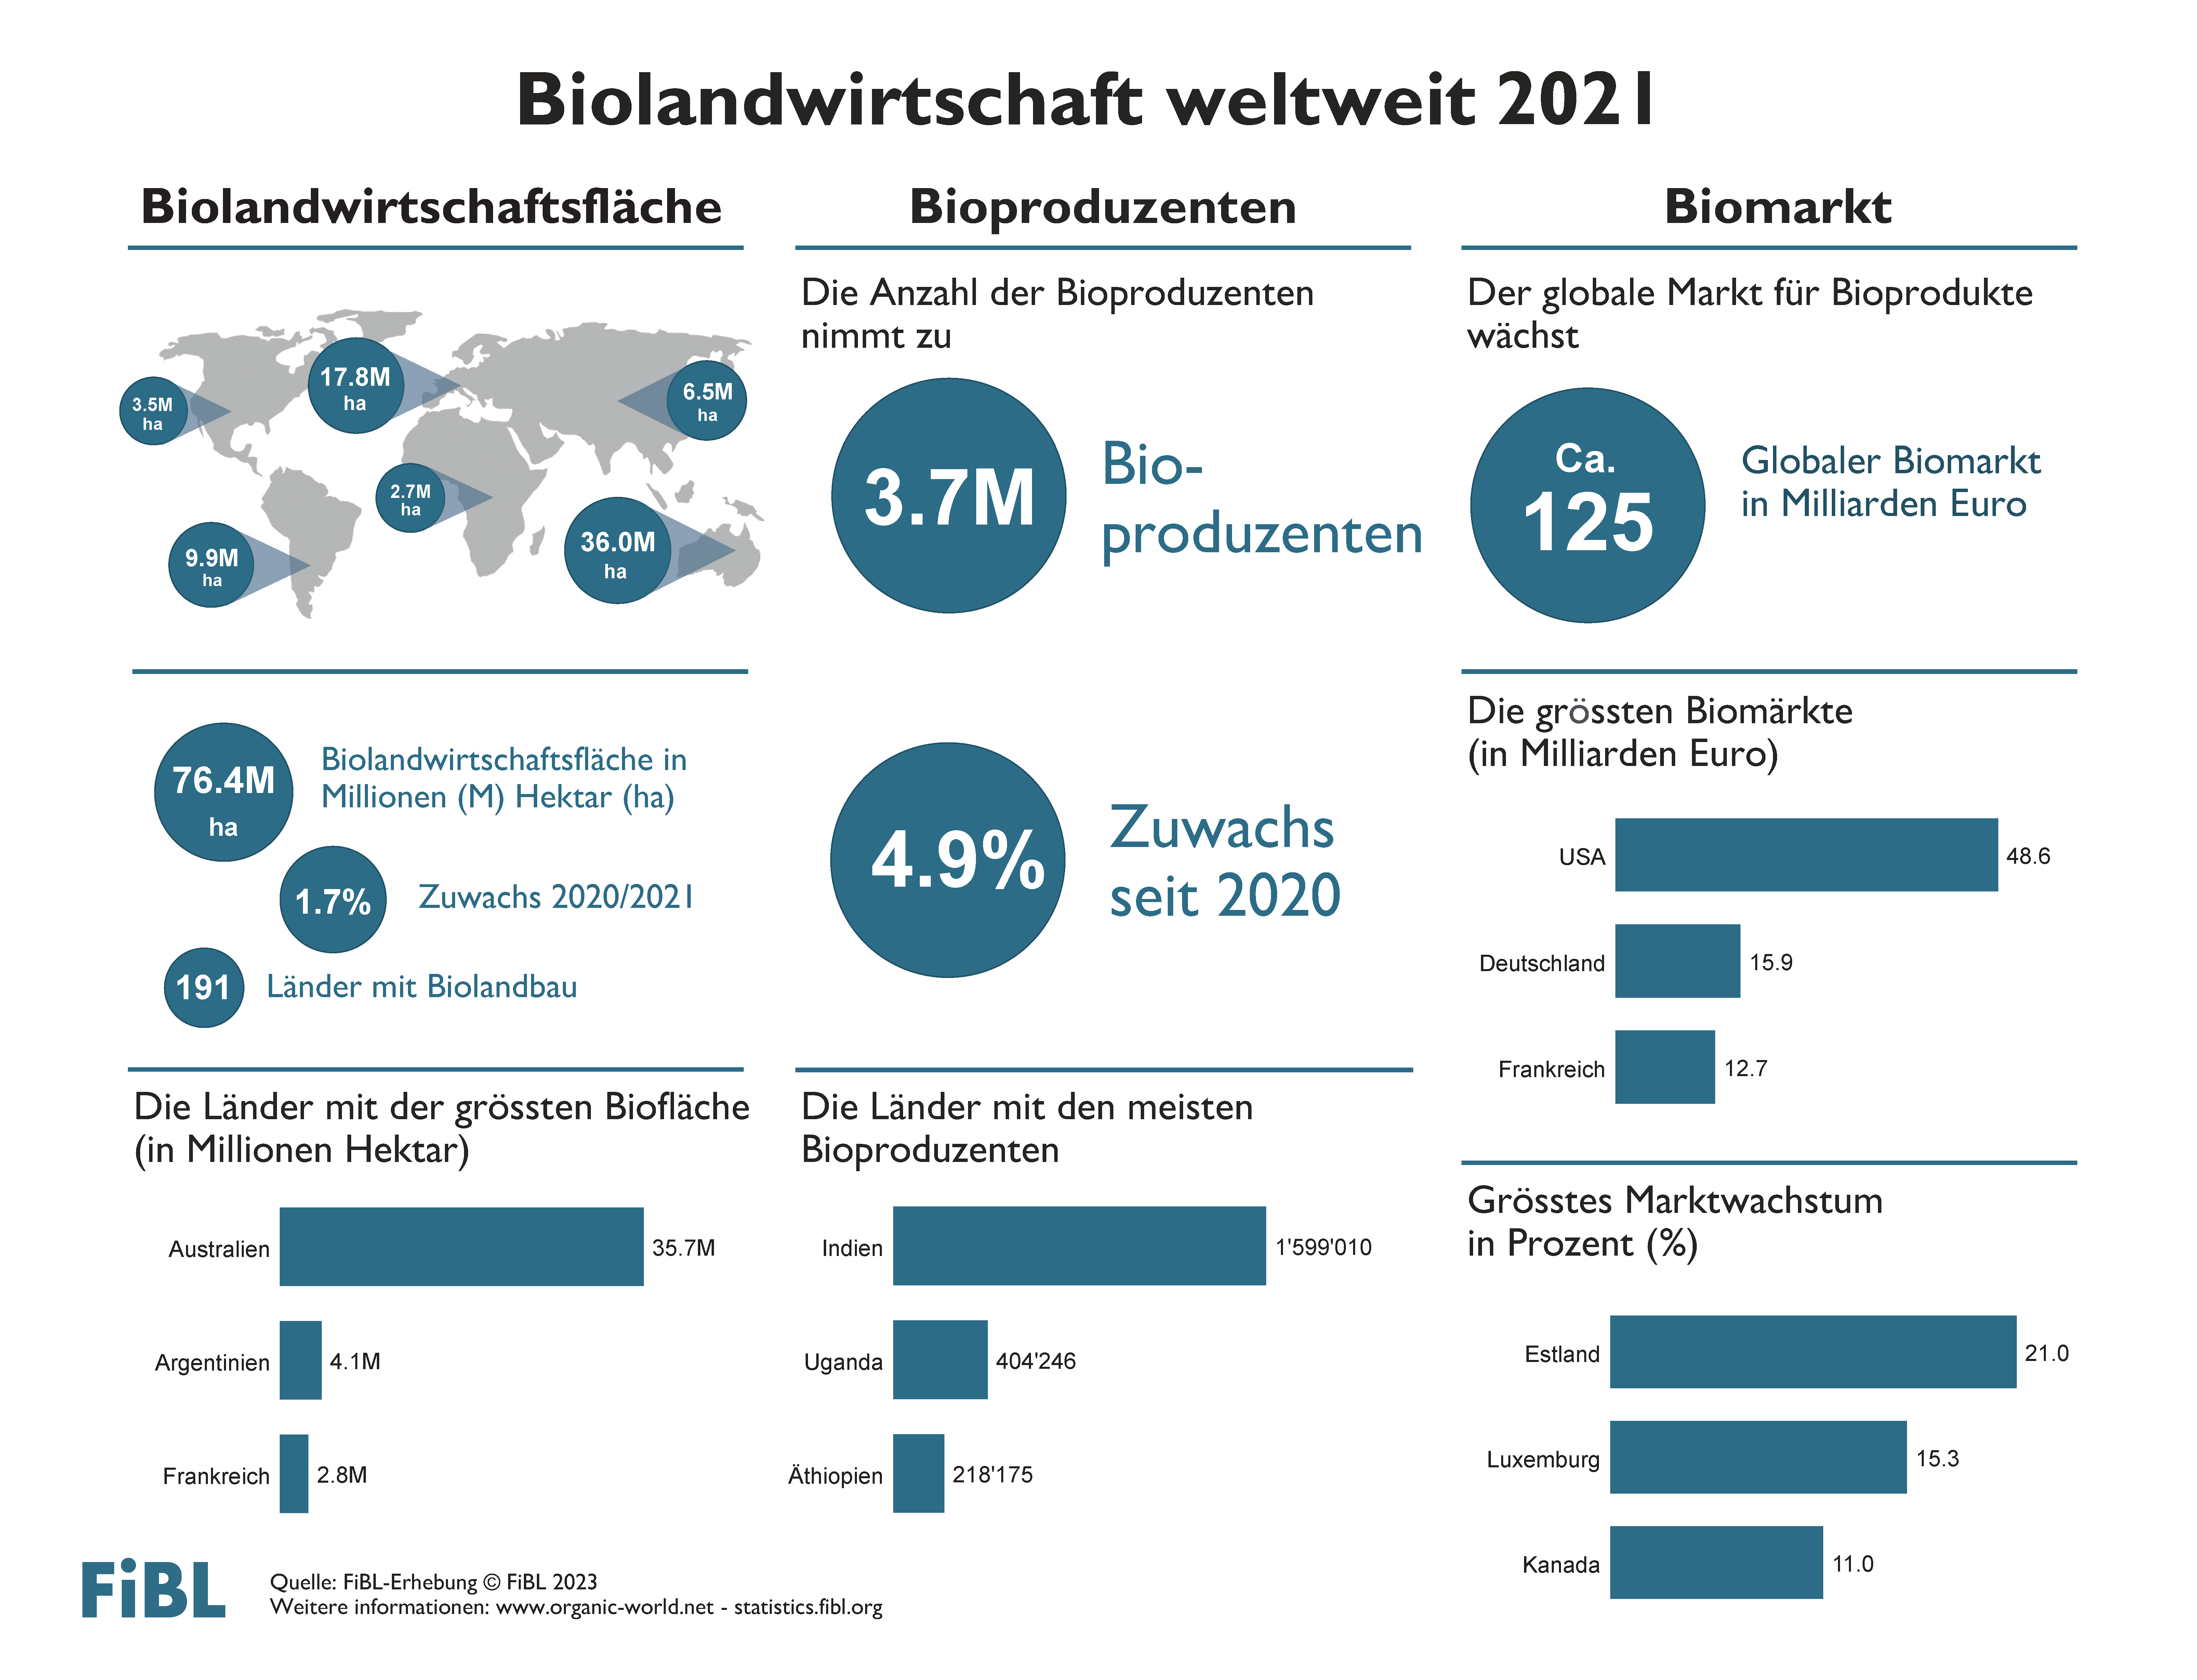 Biolandwirtschaft weltweit 2021
Biolandwirtschaftsfläche
3.5M
ha
17.8M
ha
6.5M
ha
2.7M
ha
9.9M
ha
36.0M
ha
76.4M
ha
Biolandwirtschaftsfläche in
Millionen (M) Hektar (ha)
1.7%
Zuwachs 2020/2021
191
Länder mit Biolandbau
Die Länder mit der grössten Biofläche
(in Millionen Hektar)
Australien 35.7M
Argentinien 4.1M
Frankreich 2.8M
Bioproduzenten
Die Anzahl der Bioproduzenten
nimmt zu
3.7M
Bio-
produzenten
4.9%
Zuwachs
seit 2020
Die Länder mit den meisten
Bioproduzenten
Indien 1'599'010
Uganda 404'246
Äthiopien 218'175
Biomarkt
Der globale Markt für Bioprodukte
wächst
Ca.
125
Globaler Biomarkt
in Milliarden Euro
Die grössten Biomärkte
(in Milliarden Euro)
USA 48.6
Deutschland 15.9
Frankreich 12.7
Grösstes Marktwachstum
in Prozent (%)
Estland 21.0
Luxemburg 15.3
Kanada 11.0
FiBL
Quelle: FiBL-Erhebung © FiBL 2023
Weitere informationen: www.organic-world.net - statistics.fibl.org